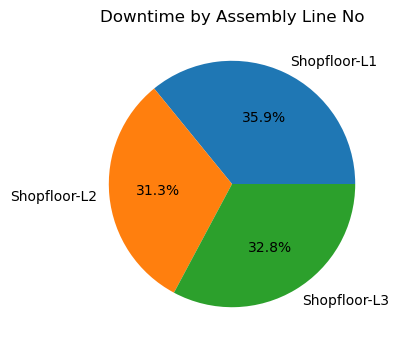 Downtime by Assembly Line No
Shopfloor-L1
35.9%
Shopfloor-L2
31.3%
32.8%
Shopfloor-L3